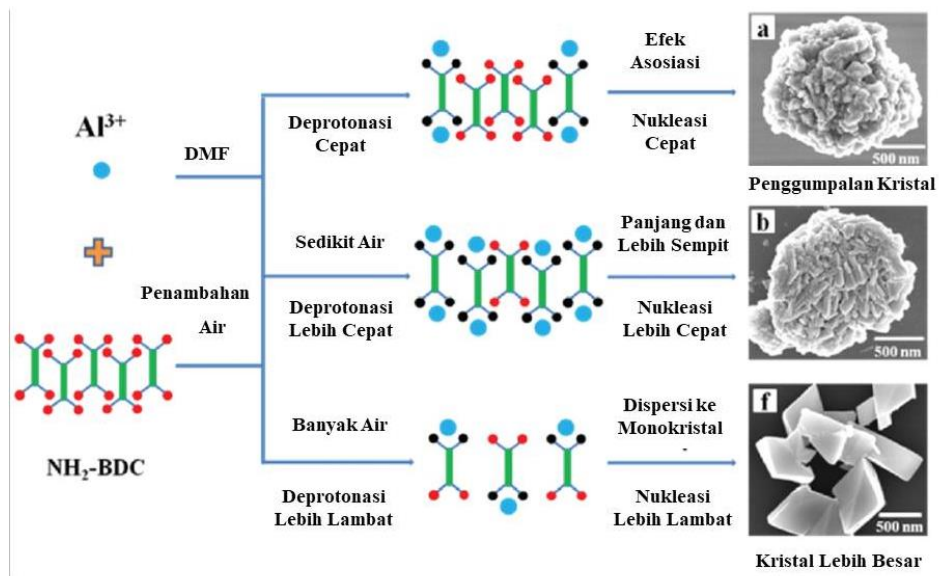 Al³⁺
DMF
Penambahan
Air
NH₂-BDC
Deprotonasi
Cepat
Efek
Asosiasi
Nukleasi
Cepat
a
500 nm
Penggumpalan Kristal
Sedikit Air
Deprotonasi
Lebih Cepat
Panjang dan
Lebih Sempit
Nukleasi
Lebih Cepat
b
500 nm
Banyak Air
Deprotonasi
Lebih Lambat
Dispersi ke
Monokristal
-
Nukleasi
Lebih Lambat
f
500 nm
Kristal Lebih Besar